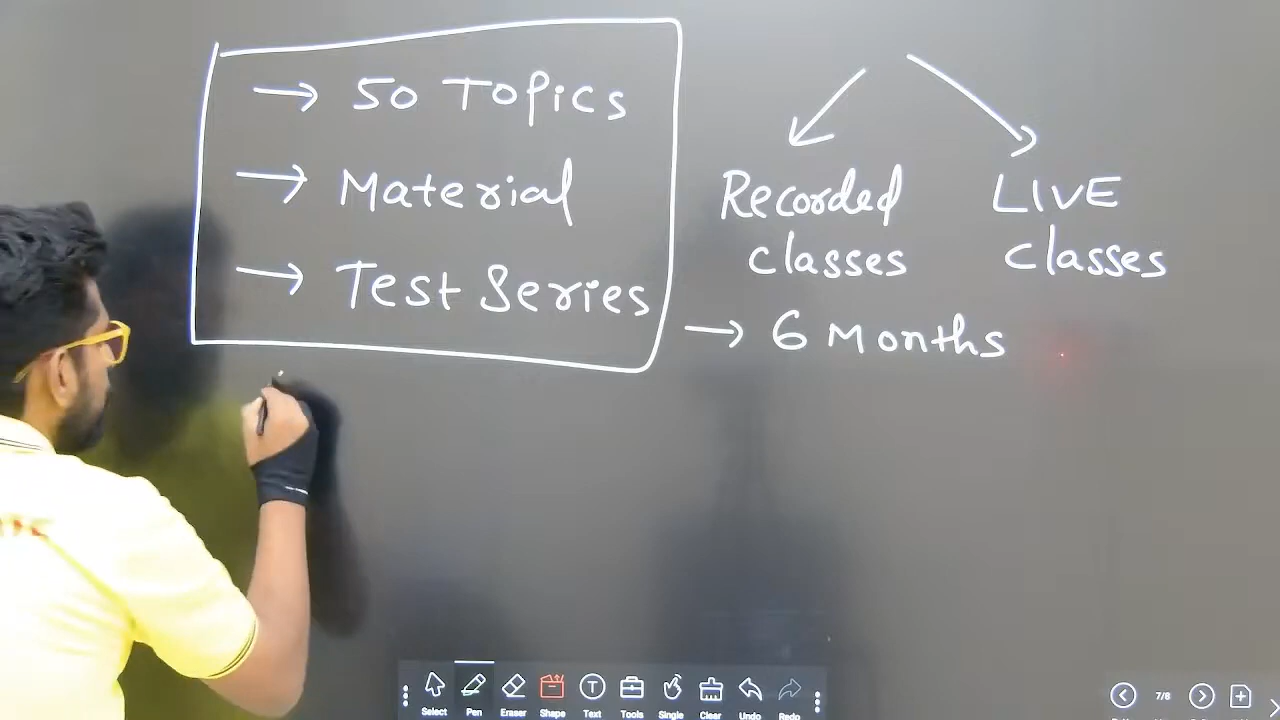 → 50 Topics
→ Material
→ Test Series
Recorded
classes
LIVE
classes
→ 6 Months
Select
Pen
Eraser
Shape
Text
Tools
Single
Clear
Undo
Redo
7/8